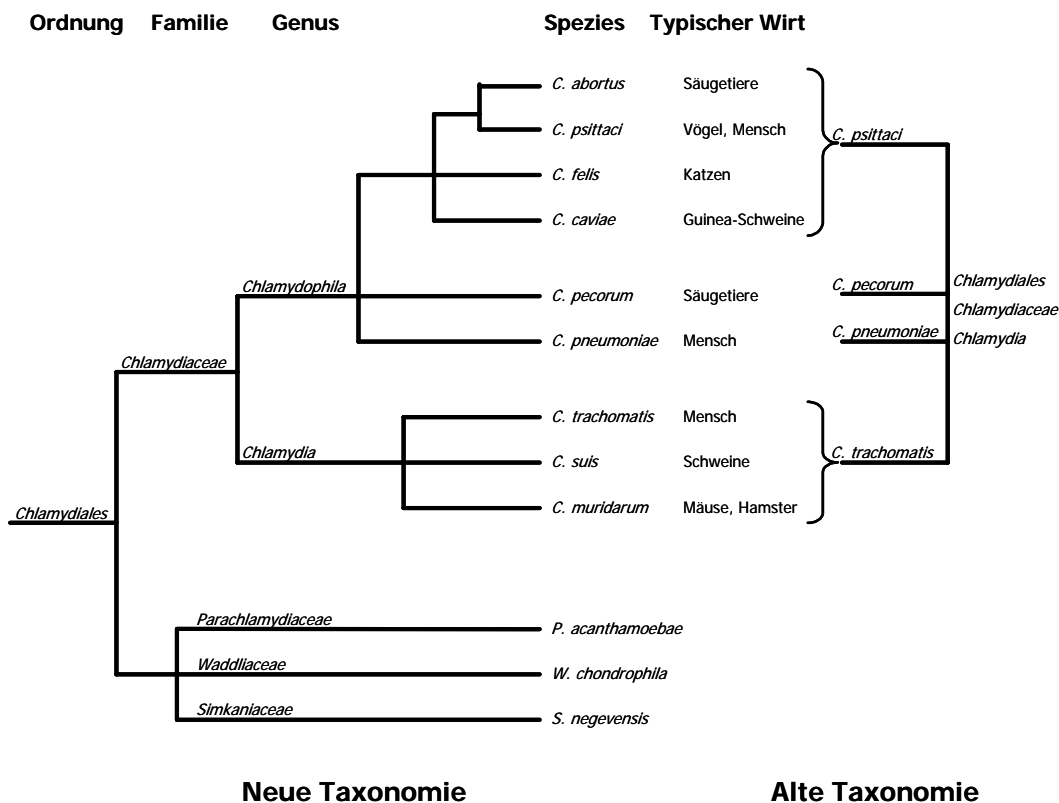 Ordnung Familie Genus Spezies Typischer Wirt
C. abortus Säugetiere
C. psittaci Vögel, Mensch
C. psittaci
C. felis Katzen
C. caviae Guinea-Schweine
Chlamydophila
C. pecorum Säugetiere
C. pecorum
Chlamydiales
Chlamydiaceae
C. pneumoniae Mensch
C. pneumoniae
Chlamydia
Chlamydiaceae
C. trachomatis Mensch
Chlamydia
C. suis Schweine
C. trachomatis
C. muridarum Mäuse, Hamster
Chlamydiales
Parachlamydiaceae
P. acanthamoebae
Waddliaceae
W. chondrophila
Simkaniaceae
S. negevensis
Neue Taxonomie Alte Taxonomie